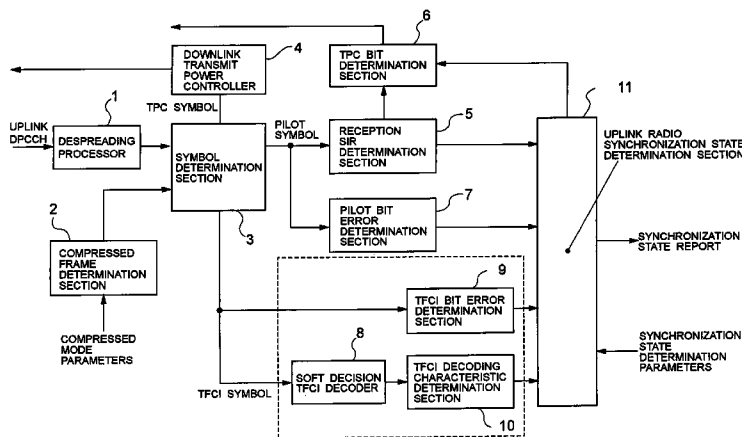 6
4
DOWNLINK
TRANSMIT
POWER
CONTROLLER
TPC BIT
DETERMINATION
SECTION
11
1
TPC SYMBOL
UPLINK
DPCCH
DESPREADING
PROCESSOR
SYMBOL
DETERMINATION
SECTION
3
PILOT
SYMBOL
RECEPTION
SIR
DETERMINATION
SECTION
5
UPLINK RADIO
SYNCHRONIZATION STATE
DETERMINATION SECTION
2
COMPRESSED
FRAME
DETERMINATION
SECTION
PILOT BIT
ERROR
DETERMINATION
SECTION
7
SYNCHRONIZATION
STATE REPORT
COMPRESSED
MODE
PARAMETERS
9
TFCI BIT ERROR
DETERMINATION
SECTION
8
SOFT DECISION
TFCI DECODER
TFCI DECODING
CHARACTERISTIC
DETERMINATION
SECTION
10
TFCI SYMBOL
SYNCHRONIZATION
STATE
DETERMINATION
PARAMETERS